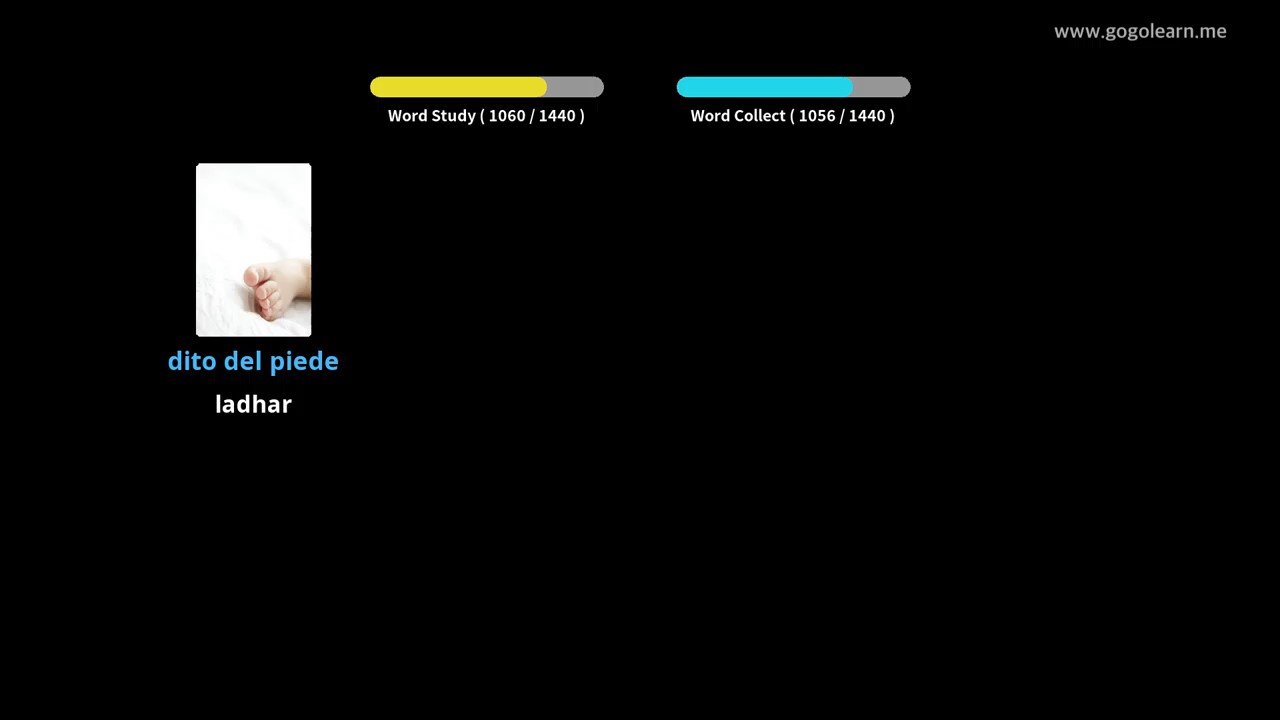 www.gogolearn.me
Word Study ( 1060 / 1440 )
Word Collect ( 1056 / 1440 )
dito del piede
ladhar